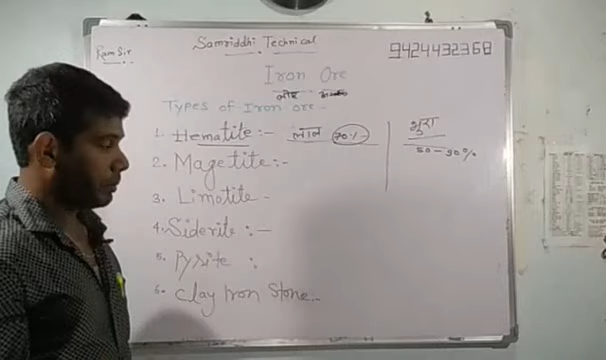 Ram Sir
Samriddhi Technical
9424432368
Iron Ore
लौह
Types of Iron ore -
1. Hematite :- लाल 70%
भूरा
50 - 90%
2. Magetite :-
3. Limotite -
4. Siderite :-
5. Pysite :
6. Clay Iron Stone :-